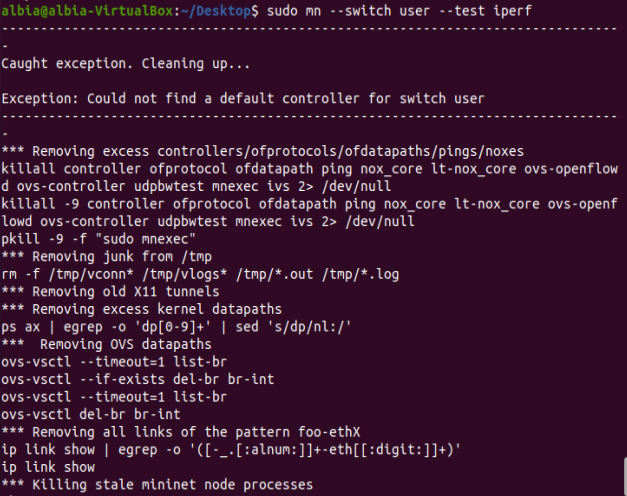 albia@albia-VirtualBox:~/Desktop$ sudo mn --switch user --test iperf
--------------------------------------------------------------------------------
-
Caught exception. Cleaning up...
Exception: Could not find a default controller for switch user
--------------------------------------------------------------------------------
-
*** Removing excess controllers/ofprotocols/ofdatapaths/pings/noxes
killall controller ofprotocol ofdatapath ping nox_core lt-nox_core ovs-openflow
d ovs-controller udpbwtest mnexec ivs 2> /dev/null
killall -9 controller ofprotocol ofdatapath ping nox_core lt-nox_core ovs-openf
lowd ovs-controller udpbwtest mnexec ivs 2> /dev/null
pkill -9 -f "sudo mnexec"
*** Removing junk from /tmp
rm -f /tmp/vconn* /tmp/vlogs* /tmp/*.out /tmp/*.log
*** Removing old X11 tunnels
*** Removing excess kernel datapaths
ps ax | egrep -o 'dp[0-9]+' | sed 's/dp/nl:/'
***  Removing OVS datapaths
ovs-vsctl --timeout=1 list-br
ovs-vsctl --if-exists del-br br-int
ovs-vsctl --timeout=1 list-br
ovs-vsctl del-br br-int
*** Removing all links of the pattern foo-ethX
ip link show | egrep -o '([-_.[:alnum:]]+-eth[[:digit:]]+)'
ip link show
*** Killing stale mininet node processes